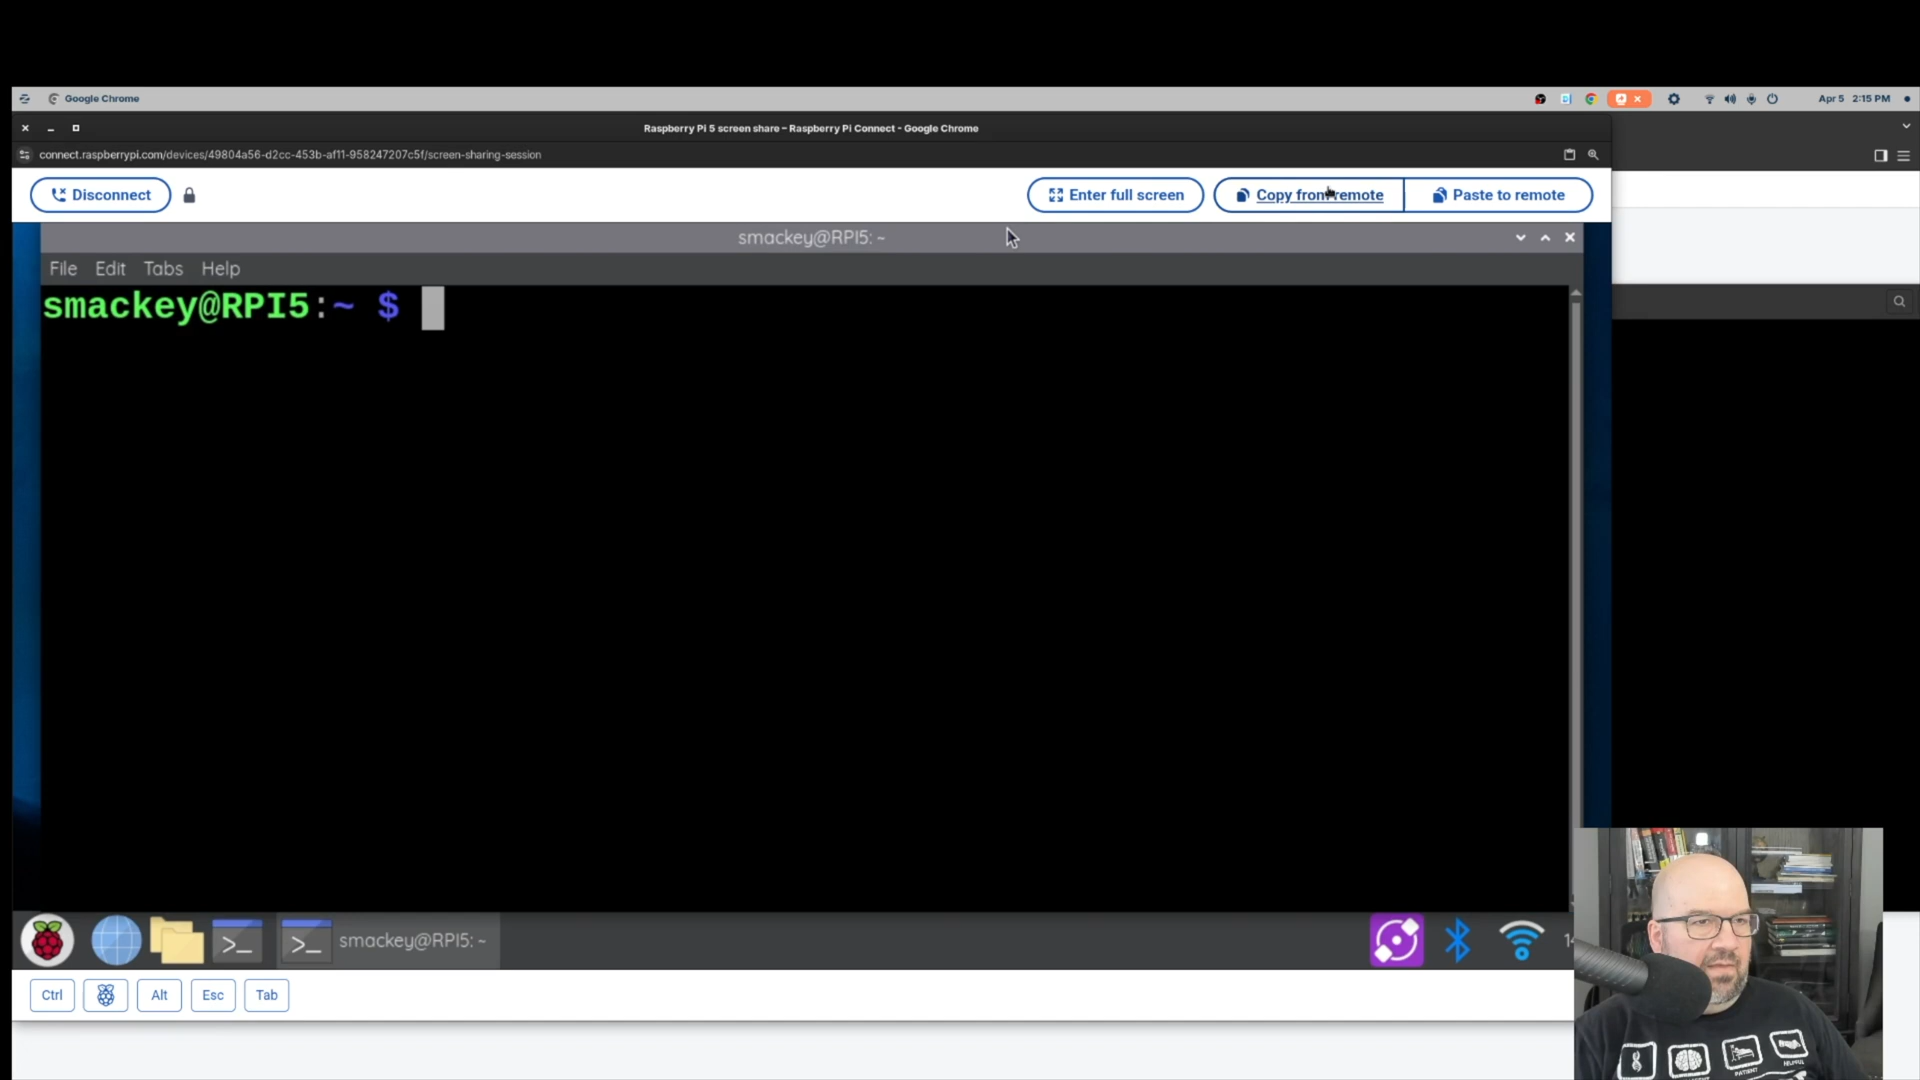 Google Chrome
Apr 5 2:15 PM
Raspberry Pi 5 screen share – Raspberry Pi Connect - Google Chrome
connect.raspberrypi.com/devices/49804a56-d2cc-453b-af11-958247207c5f/screen-sharing-session
Disconnect
Enter full screen
Copy from remote
Paste to remote
smackey@RPI5: ~
File Edit Tabs Help
smackey@RPI5:~ $
>_
>_ smackey@RPI5: ~
Ctrl
Alt
Esc
Tab
PATIENT
HELPFUL